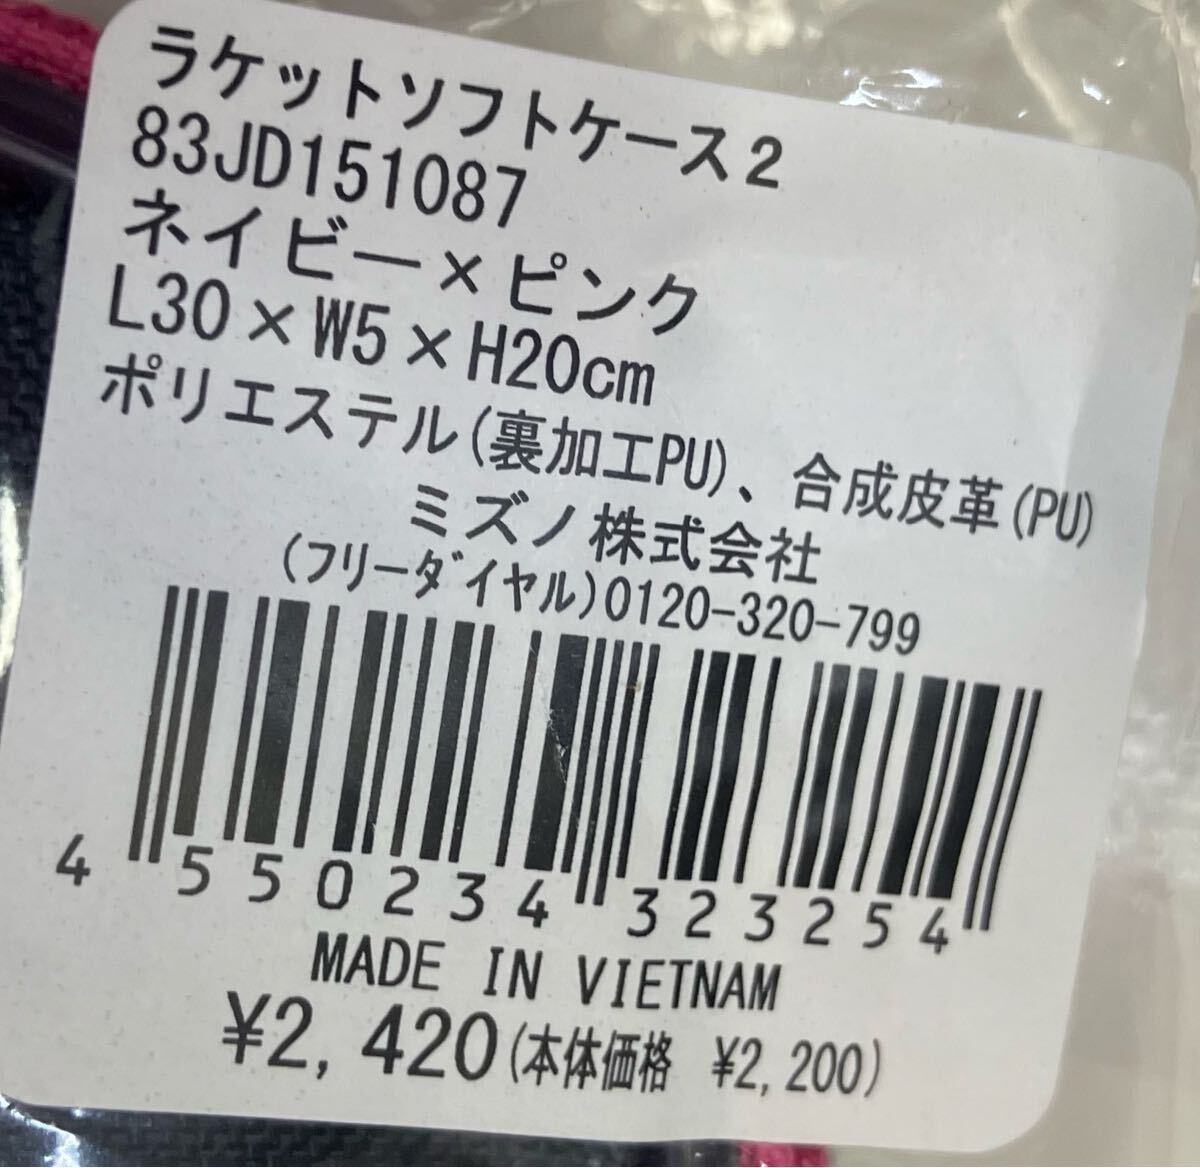 ラケットソフトケース2
83JD151087
ネイビー×ピンク
L30×W5×H20cm
ポリエステル(裏加工PU)、合成皮革(PU)
ミズノ株式会社
(フリーダイヤル)0120-320-799
4 550234 323254
MADE IN VIETNAM
¥2,420(本体価格 ¥2,200)